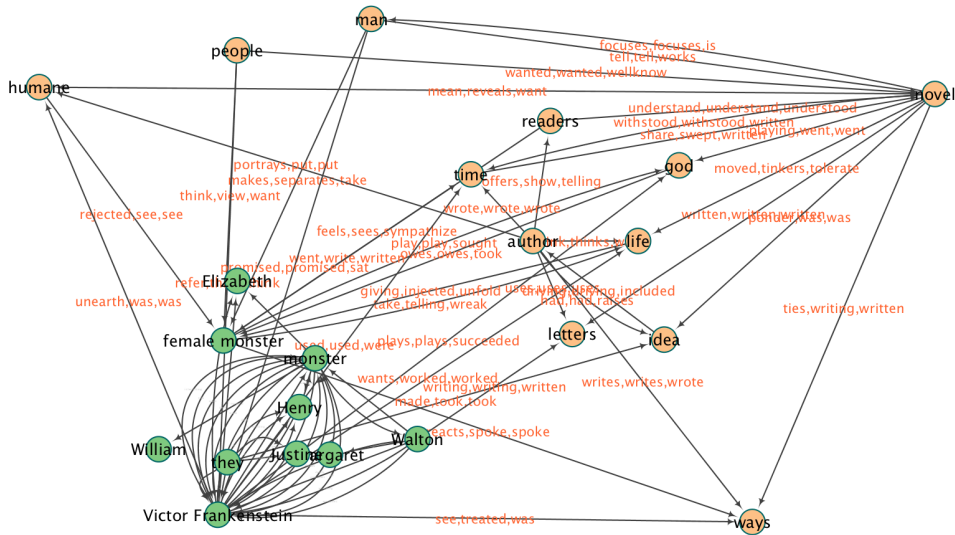 man
focuses,focuses,is
people
tell,tell,works
wanted,wanted,wellknow
humane
mean,reveals,want
novel
understand,understand,understood
readers
withstood,withstood,written
playing,went,went
share,swept,written
portrays,put,put
time
god
moved,tinkers,tolerate
makes,separates,take
offers,show,telling
think,view,want
rejected,see,see
wrote,wrote,wrote
written,written,written
ponder,was,was
feels,sees,sympathize
author
life
play,play,sought
owes,owes,took
went,write,written
promised,promised,sat
Elizabeth
giving,injected,unfold
included
unearth,was,was
take,telling,wreak
had,had,raises
ties,writing,written
female monster
used,used,were
plays,plays,succeeded
letters
idea
monster
wants,worked,worked
writing,writing,written
writes,writes,wrote
made,took,took
Henry
spoke,spoke
Walton
William
they
Justine
argaret
Victor Frankenstein
see,treated,was
ways